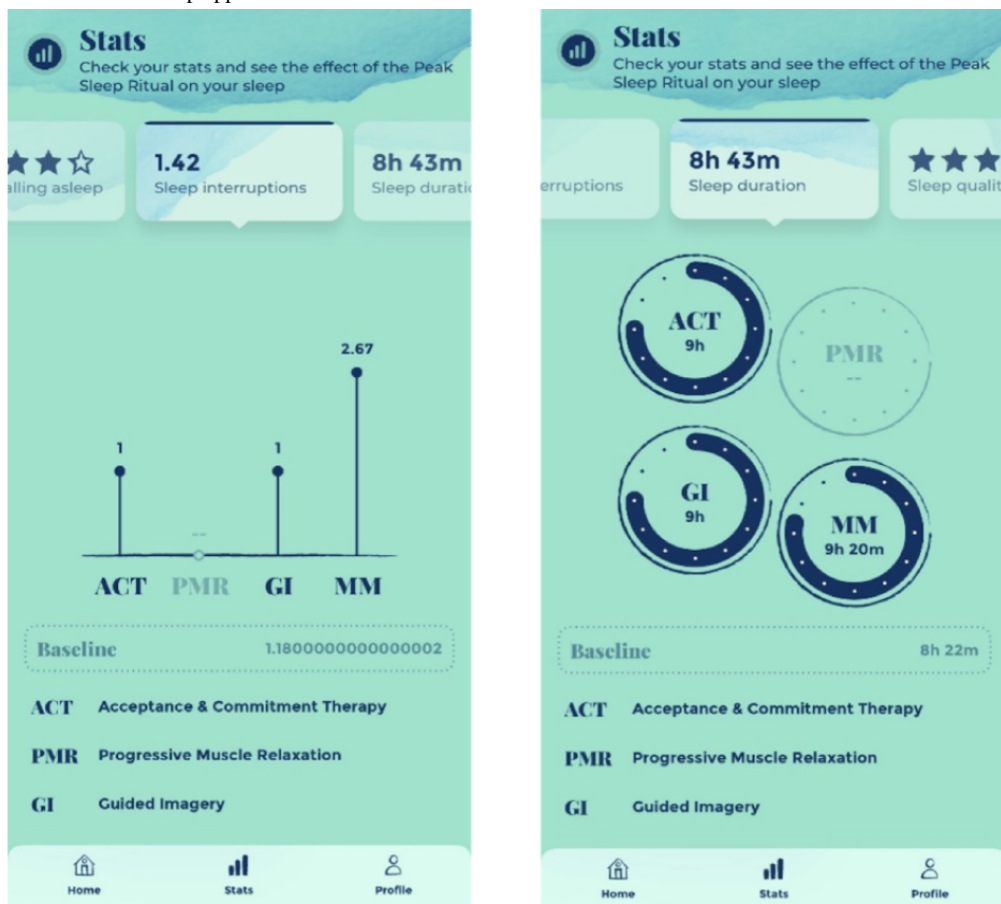 Stats
Check your stats and see the effect of the Peak
Sleep Ritual on your sleep
alling asleep
1.42
Sleep interruptions
8h 43m
Sleep duratio
2.67
1
1
--
ACT PMR GI MM
Baseline 1.1800000000000002
ACT Acceptance & Commitment Therapy
PMR Progressive Muscle Relaxation
GI Guided Imagery
Home Stats Profile
Stats
Check your stats and see the effect of the Peak
Sleep Ritual on your sleep
erruptions
8h 43m
Sleep duration
Sleep qualit
ACT
9h
PMR
--
GI
9h
MM
9h 20m
Baseline 8h 22m
ACT Acceptance & Commitment Therapy
PMR Progressive Muscle Relaxation
GI Guided Imagery
Home Stats Profile